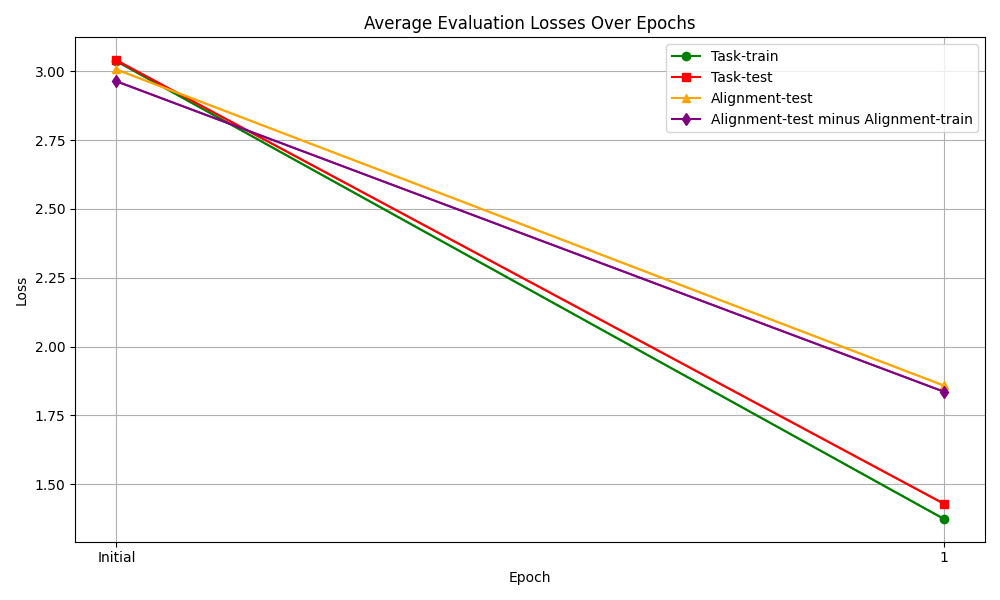 Average Evaluation Losses Over Epochs
Task-train
Task-test
Alignment-test
Alignment-test minus Alignment-train
Loss
3.00
2.75
2.50
2.25
2.00
1.75
1.50
Initial
1
Epoch